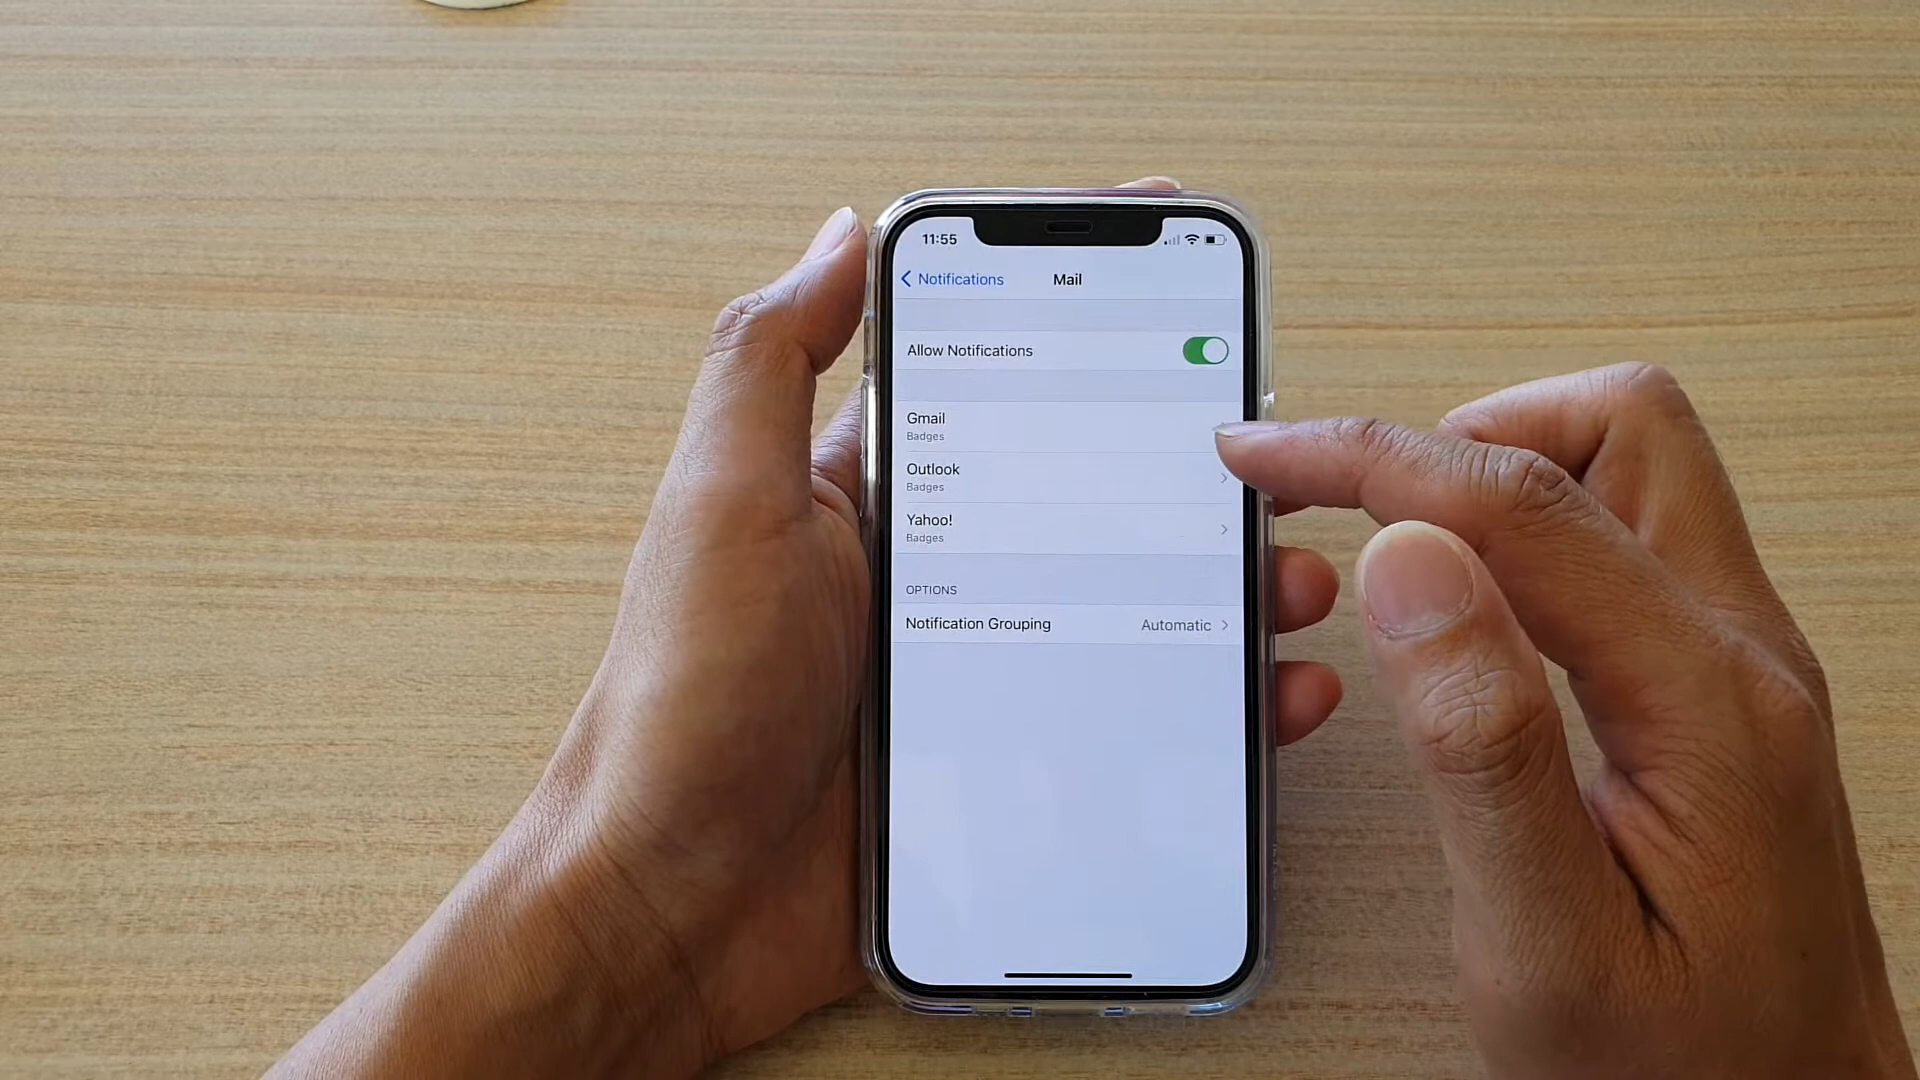 11:55
Notifications
Mail
Allow Notifications
Gmail
Badges
Outlook
Badges
Yahoo!
Badges
OPTIONS
Notification Grouping
Automatic